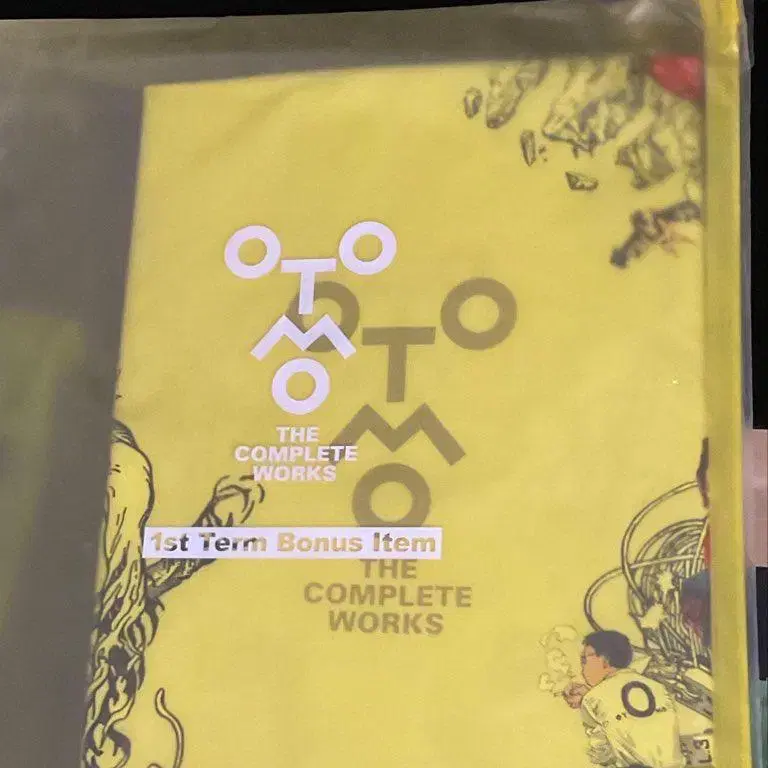 OTOMO
THE
COMPLETE
WORKS
1st Term Bonus Item
OTOMO
THE
COMPLETE
WORKS
O